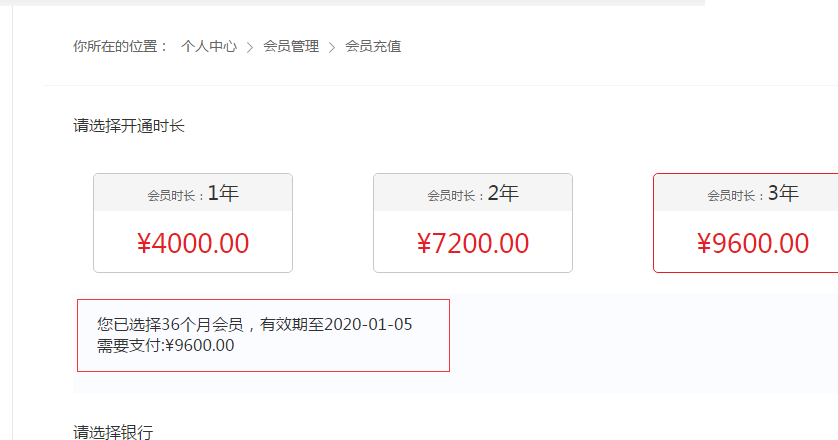 你所在的位置： 个人中心 > 会员管理 > 会员充值
请选择开通时长
会员时长：1年
¥4000.00
会员时长：2年
¥7200.00
会员时长：3年
¥9600.00
您已选择36个月会员，有效期至2020-01-05
需要支付:¥9600.00
请选择银行